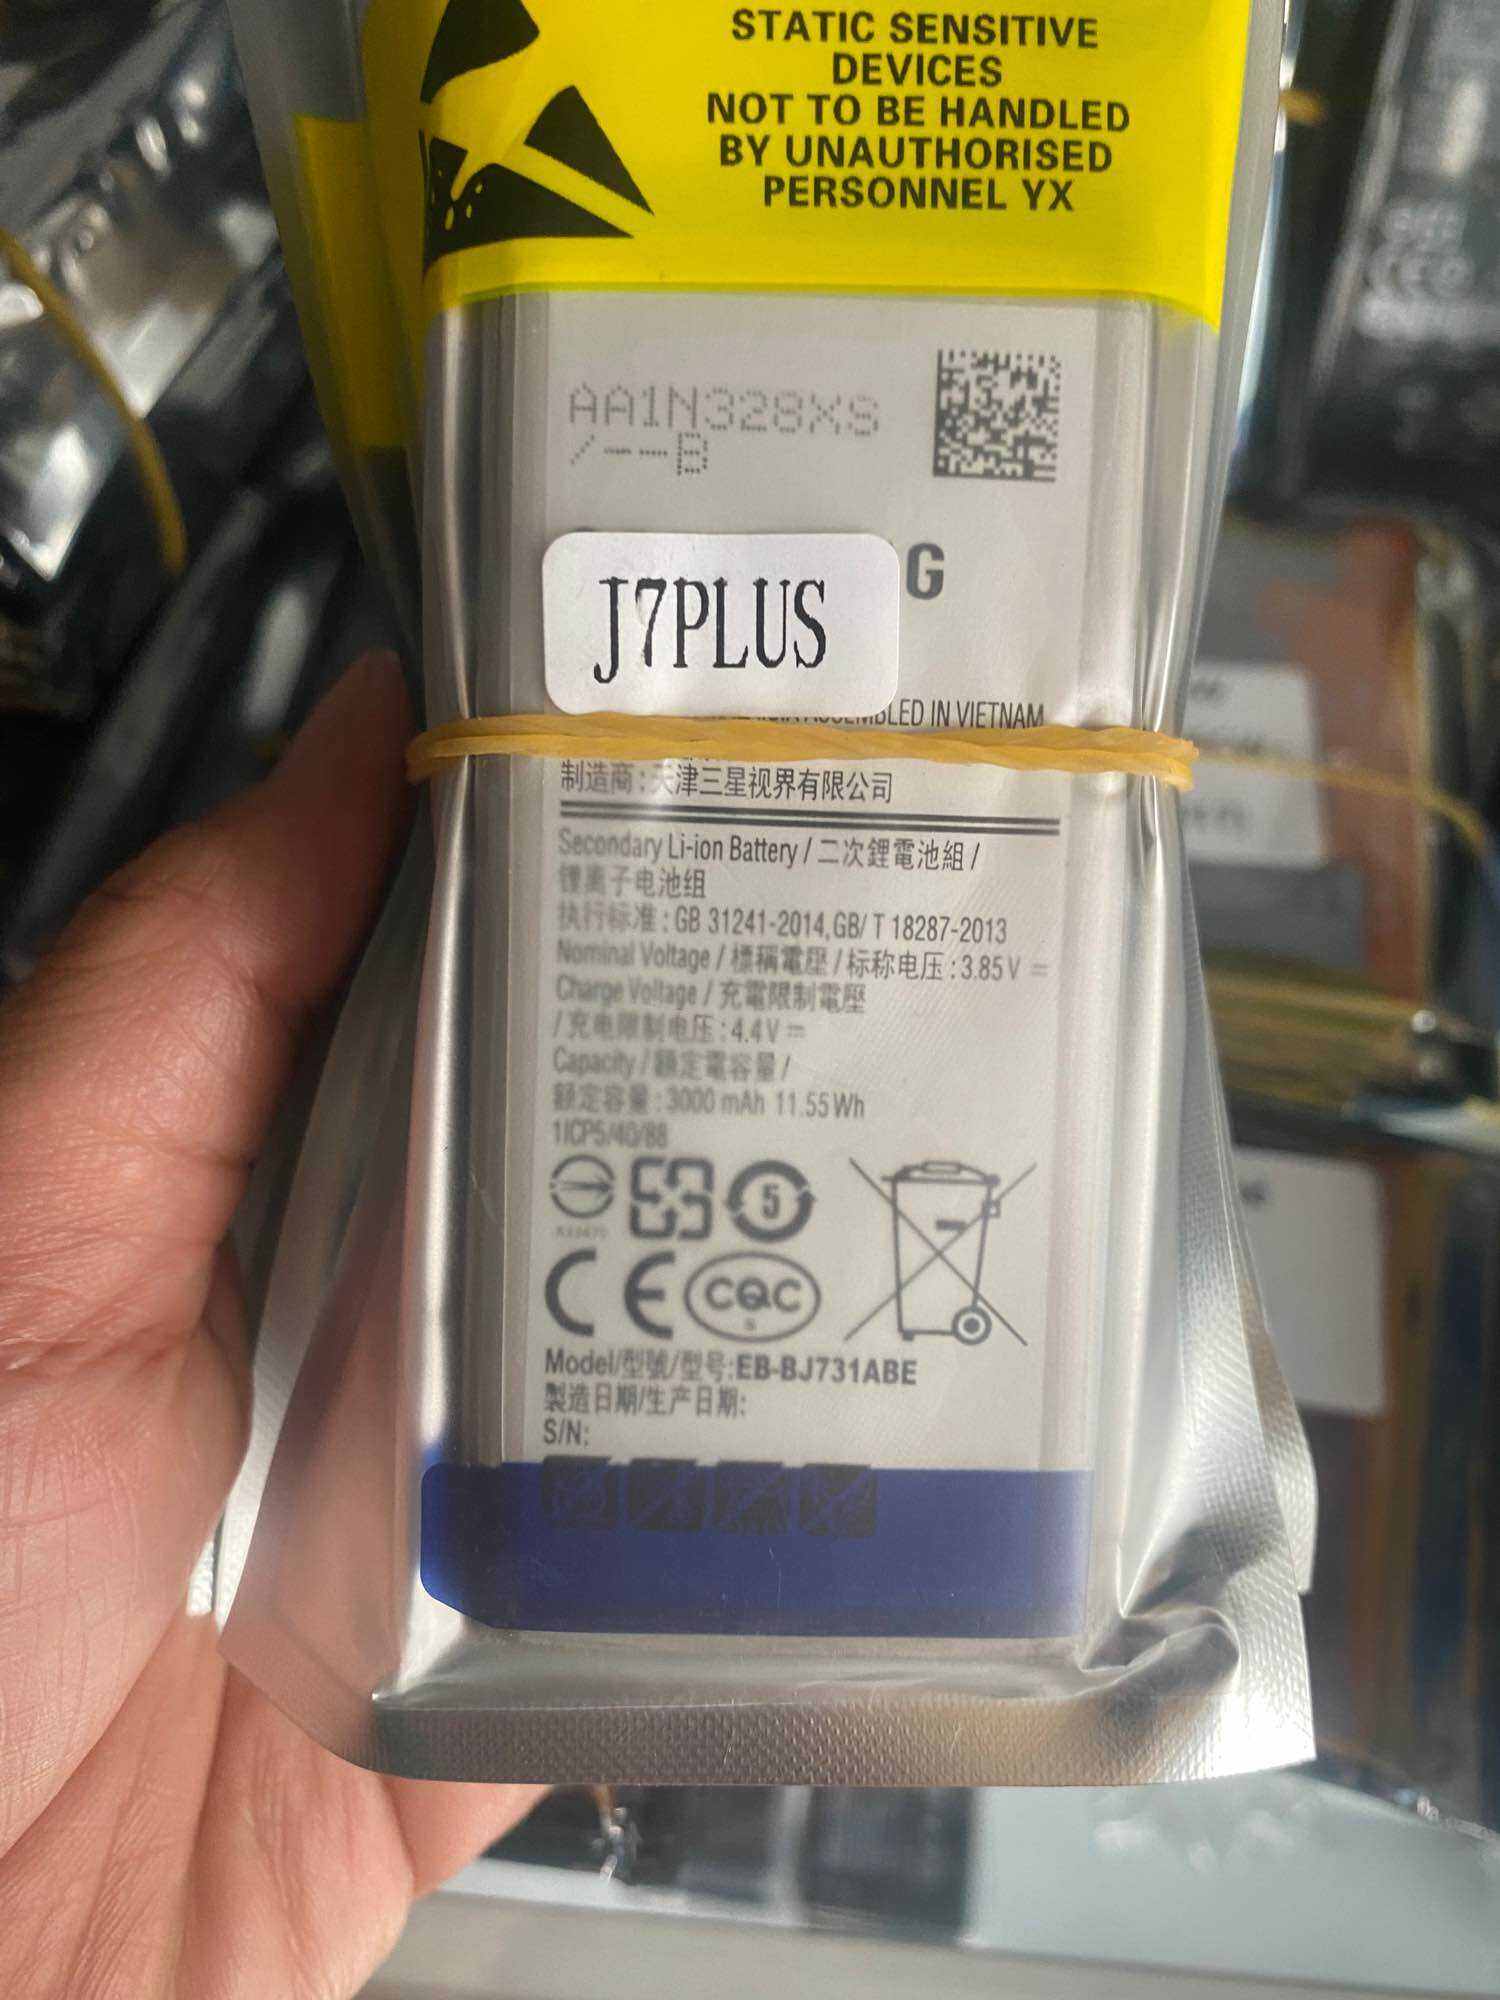 STATIC SENSITIVE
DEVICES
NOT TO BE HANDLED
BY UNAUTHORISED
PERSONNEL YX
AA1N328XS
/--B
G
J7PLUS
ASSEMBLED IN VIETNAM
制造商:天津三星视界有限公司
Secondary Li-ion Battery / 二次鋰電池組 /
锂离子电池组
执行标准: GB 31241-2014,GB/ T 18287-2013
Nominal Voltage / 標稱電壓 / 标称电压: 3.85 V
Charge Voltage / 充電限制電壓
/ 充电限制电压: 4.4 V
Capacity / 額定電容量 /
额定容量: 3000 mAh 11.55 Wh
1ICP5/40/88
5
CE CQC
S
Model/型號/型号:EB-BJ731ABE
製造日期/生产日期:
S/N: